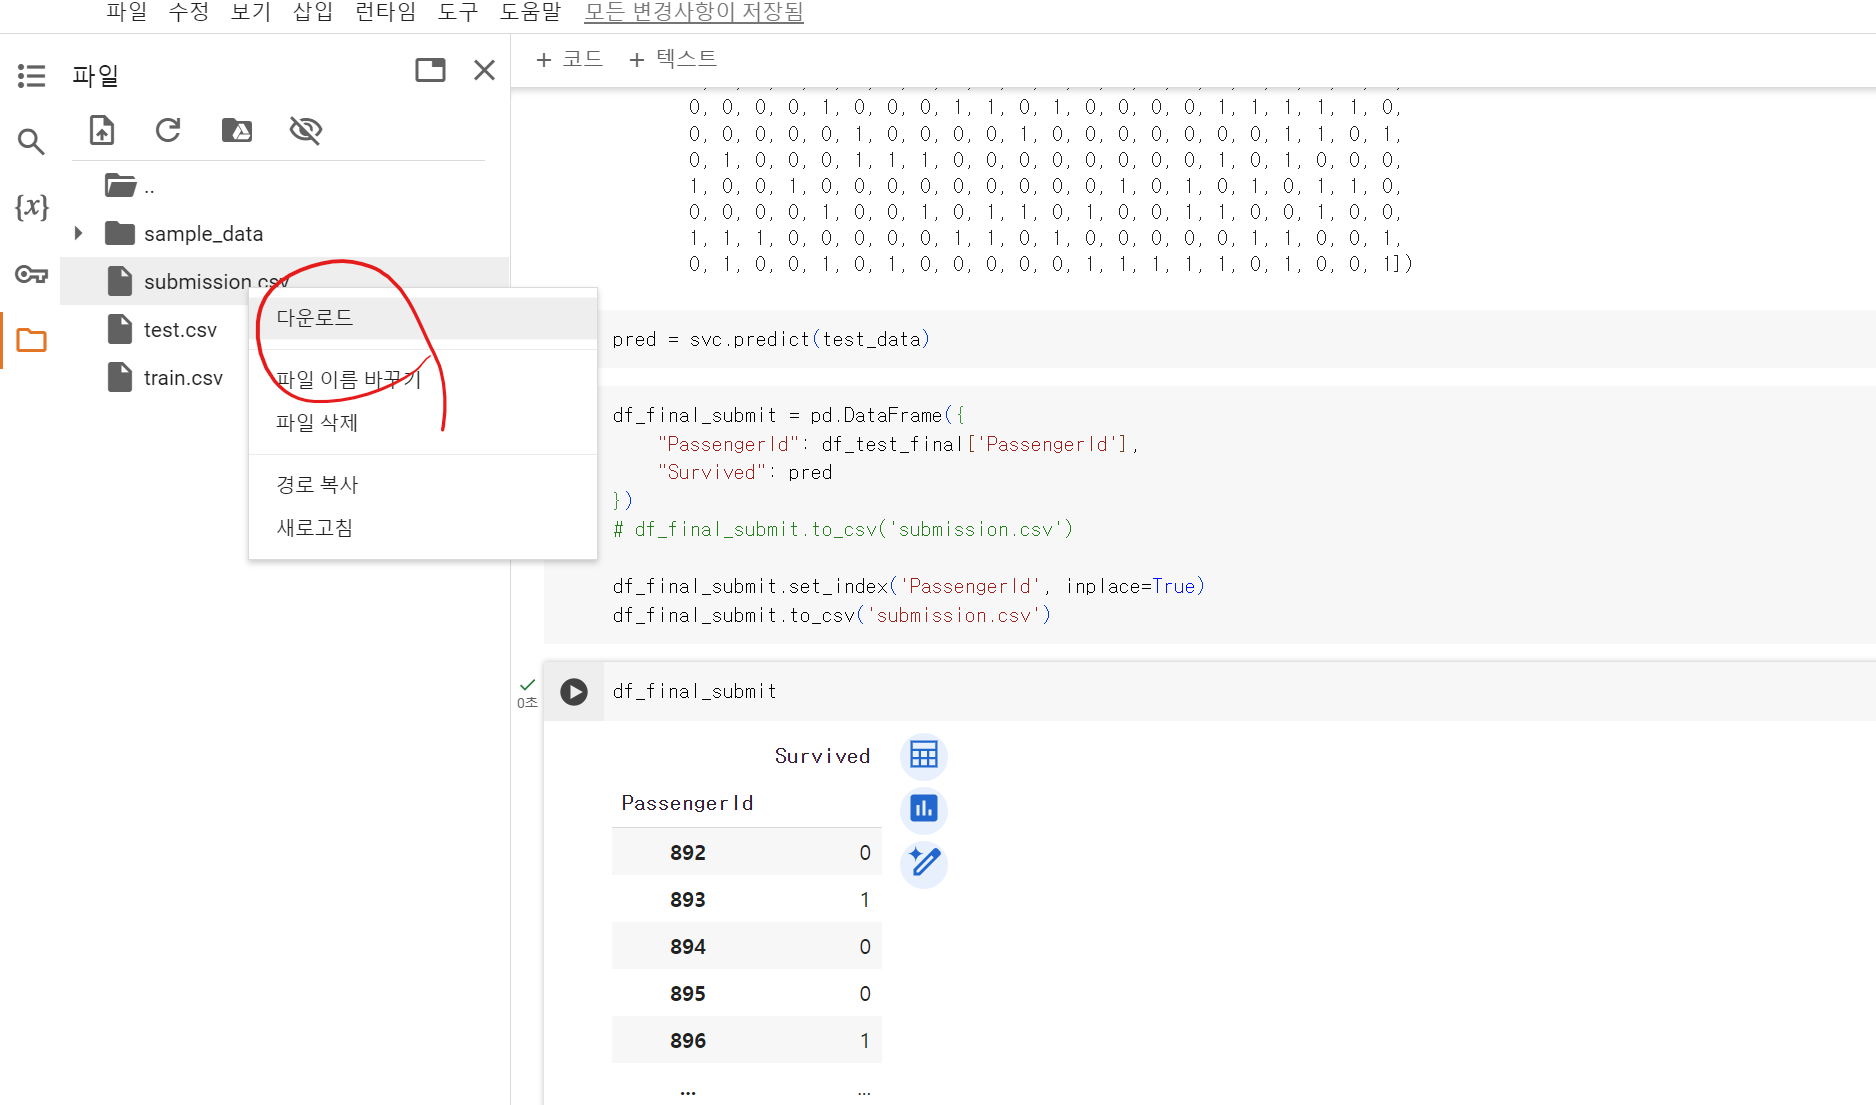 파일 수정 보기 삽입 런타임 도구 도움말 모든 변경사항이 저장됨
파일
..
sample_data
submission.csv
test.csv
train.csv
다운로드
파일 이름 바꾸기
파일 삭제
경로 복사
새로고침
+ 코드 + 텍스트
0, 0, 0, 0, 1, 0, 0, 0, 1, 1, 0, 1, 0, 0, 0, 0, 1, 1, 1, 1, 1, 0,
0, 0, 0, 0, 0, 1, 0, 0, 0, 0, 1, 0, 0, 0, 0, 0, 0, 0, 1, 1, 0, 1,
0, 1, 0, 0, 0, 1, 1, 1, 0, 0, 0, 0, 0, 0, 0, 0, 1, 0, 1, 0, 0, 0,
1, 0, 0, 1, 0, 0, 0, 0, 0, 0, 0, 0, 0, 1, 0, 1, 0, 1, 0, 1, 1, 0,
0, 0, 0, 0, 1, 0, 0, 1, 0, 1, 1, 0, 1, 0, 0, 1, 1, 0, 0, 1, 0, 0,
1, 1, 1, 0, 0, 0, 0, 0, 1, 1, 0, 1, 0, 0, 0, 0, 0, 1, 1, 0, 0, 1,
0, 1, 0, 0, 1, 0, 1, 0, 0, 0, 0, 0, 1, 1, 1, 1, 1, 0, 1, 0, 0, 1])
pred = svc.predict(test_data)
df_final_submit = pd.DataFrame({
    "PassengerId": df_test_final['PassengerId'],
    "Survived": pred
})
# df_final_submit.to_csv('submission.csv')
df_final_submit.set_index('PassengerId', inplace=True)
df_final_submit.to_csv('submission.csv')
0초
df_final_submit
Survived
PassengerId
892 0
893 1
894 0
895 0
896 1
... ...